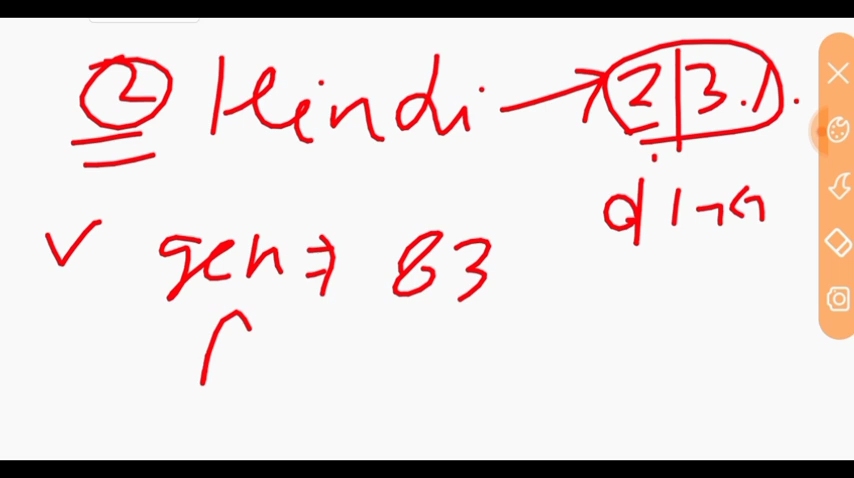 ② Hindi → 2|3.1.
gen ⇒ 83